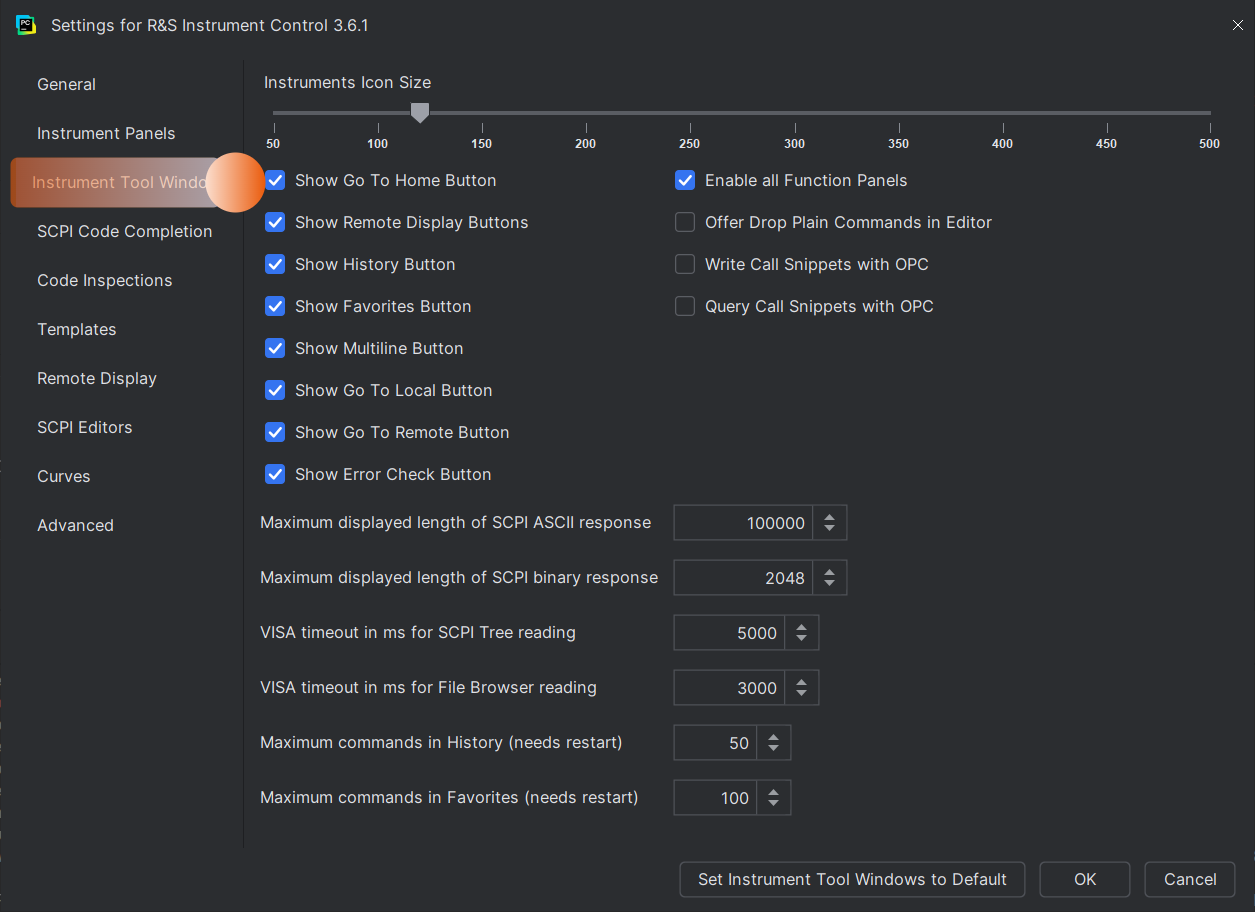 PC
Settings for R&S Instrument Control 3.6.1
General
Instrument Panels
Instrument Tool Windo
SCPI Code Completion
Code Inspections
Templates
Remote Display
SCPI Editors
Curves
Advanced
Instruments Icon Size
50 100 150 200 250 300 350 400 450 500
Show Go To Home Button
Show Remote Display Buttons
Show History Button
Show Favorites Button
Show Multiline Button
Show Go To Local Button
Show Go To Remote Button
Show Error Check Button
Enable all Function Panels
Offer Drop Plain Commands in Editor
Write Call Snippets with OPC
Query Call Snippets with OPC
Maximum displayed length of SCPI ASCII response 100000
Maximum displayed length of SCPI binary response 2048
VISA timeout in ms for SCPI Tree reading 5000
VISA timeout in ms for File Browser reading 3000
Maximum commands in History (needs restart) 50
Maximum commands in Favorites (needs restart) 100
Set Instrument Tool Windows to Default OK Cancel